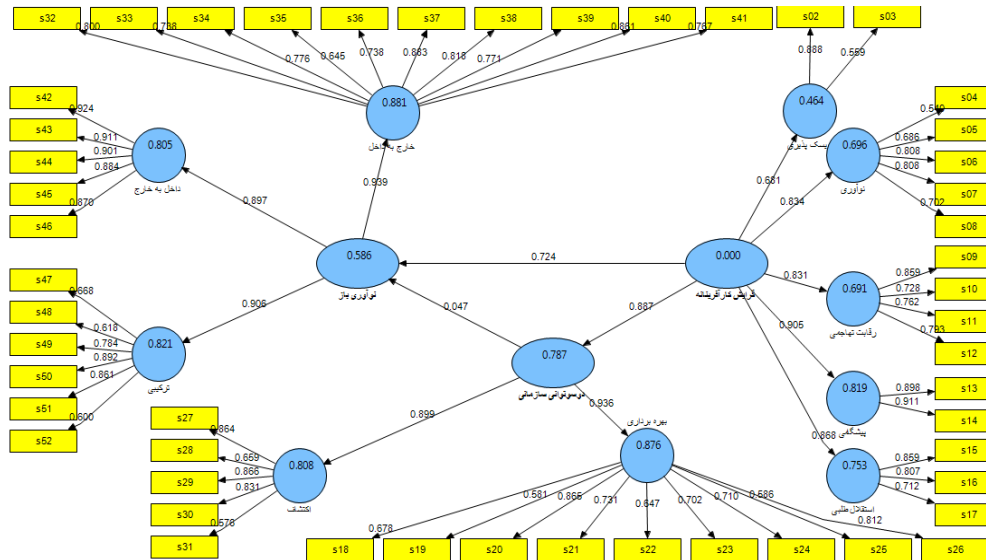 s32 s33 s34 s35 s36 s37 s38 s39 s40 s41 s02 s03
0.800 0.738 0.776 0.645 0.738 0.883 0.818 0.771 0.861 0.767 0.888 0.559
0.881
خارج به داخل
0.464
ریسک پذیری
s42
s43
s44
s45
s46
0.924
0.911
0.901
0.884
0.870
0.805
داخل به خارج
0.696
نوآوری
0.540
0.686
0.808
0.808
0.702
s04
s05
s06
s07
s08
0.939
0.897
0.681
0.834
0.586
نوآوری باز
0.724
0.000
گرایش کارآفرینانه
0.831
0.691
رقابت تهاجمی
0.859
0.728
0.762
0.793
s09
s10
s11
s12
s47
s48
s49
s50
s51
s52
0.668
0.618
0.784
0.892
0.861
0.600
0.821
ترکیبی
0.906
0.047
0.887
0.905
0.787
دوسوتوانی سازمانی
0.819
پیشگامی
0.898
0.911
s13
s14
0.899
0.936
0.868
s27
s28
s29
s30
s31
0.864
0.659
0.866
0.831
0.578
0.808
اکتشاف
بهره برداری
0.876
0.753
استقلال طلبی
0.859
0.807
0.712
s15
s16
s17
0.678 0.581 0.865 0.731 0.647 0.702 0.710 0.586 0.812
s18 s19 s20 s21 s22 s23 s24 s25 s26